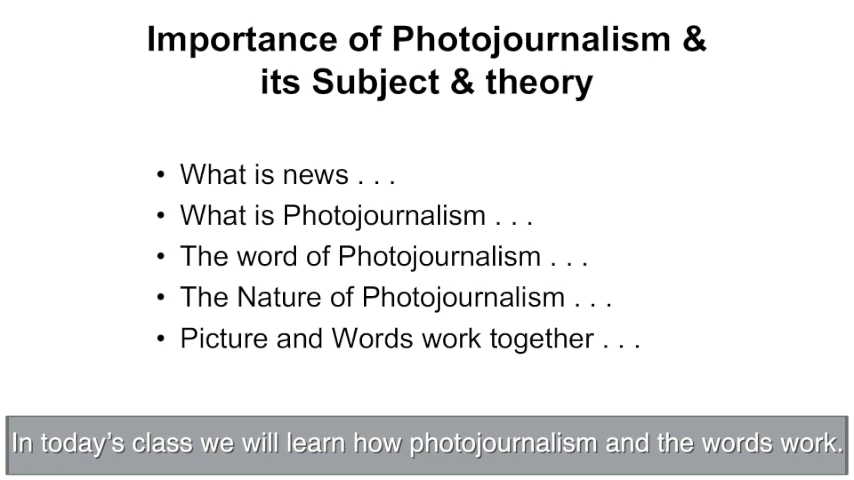 Importance of Photojournalism &
its Subject & theory
• What is news . . .
• What is Photojournalism . . .
• The word of Photojournalism . . .
• The Nature of Photojournalism . . .
• Picture and Words work together . . .
In today’s class we will learn how photojournalism and the words work.